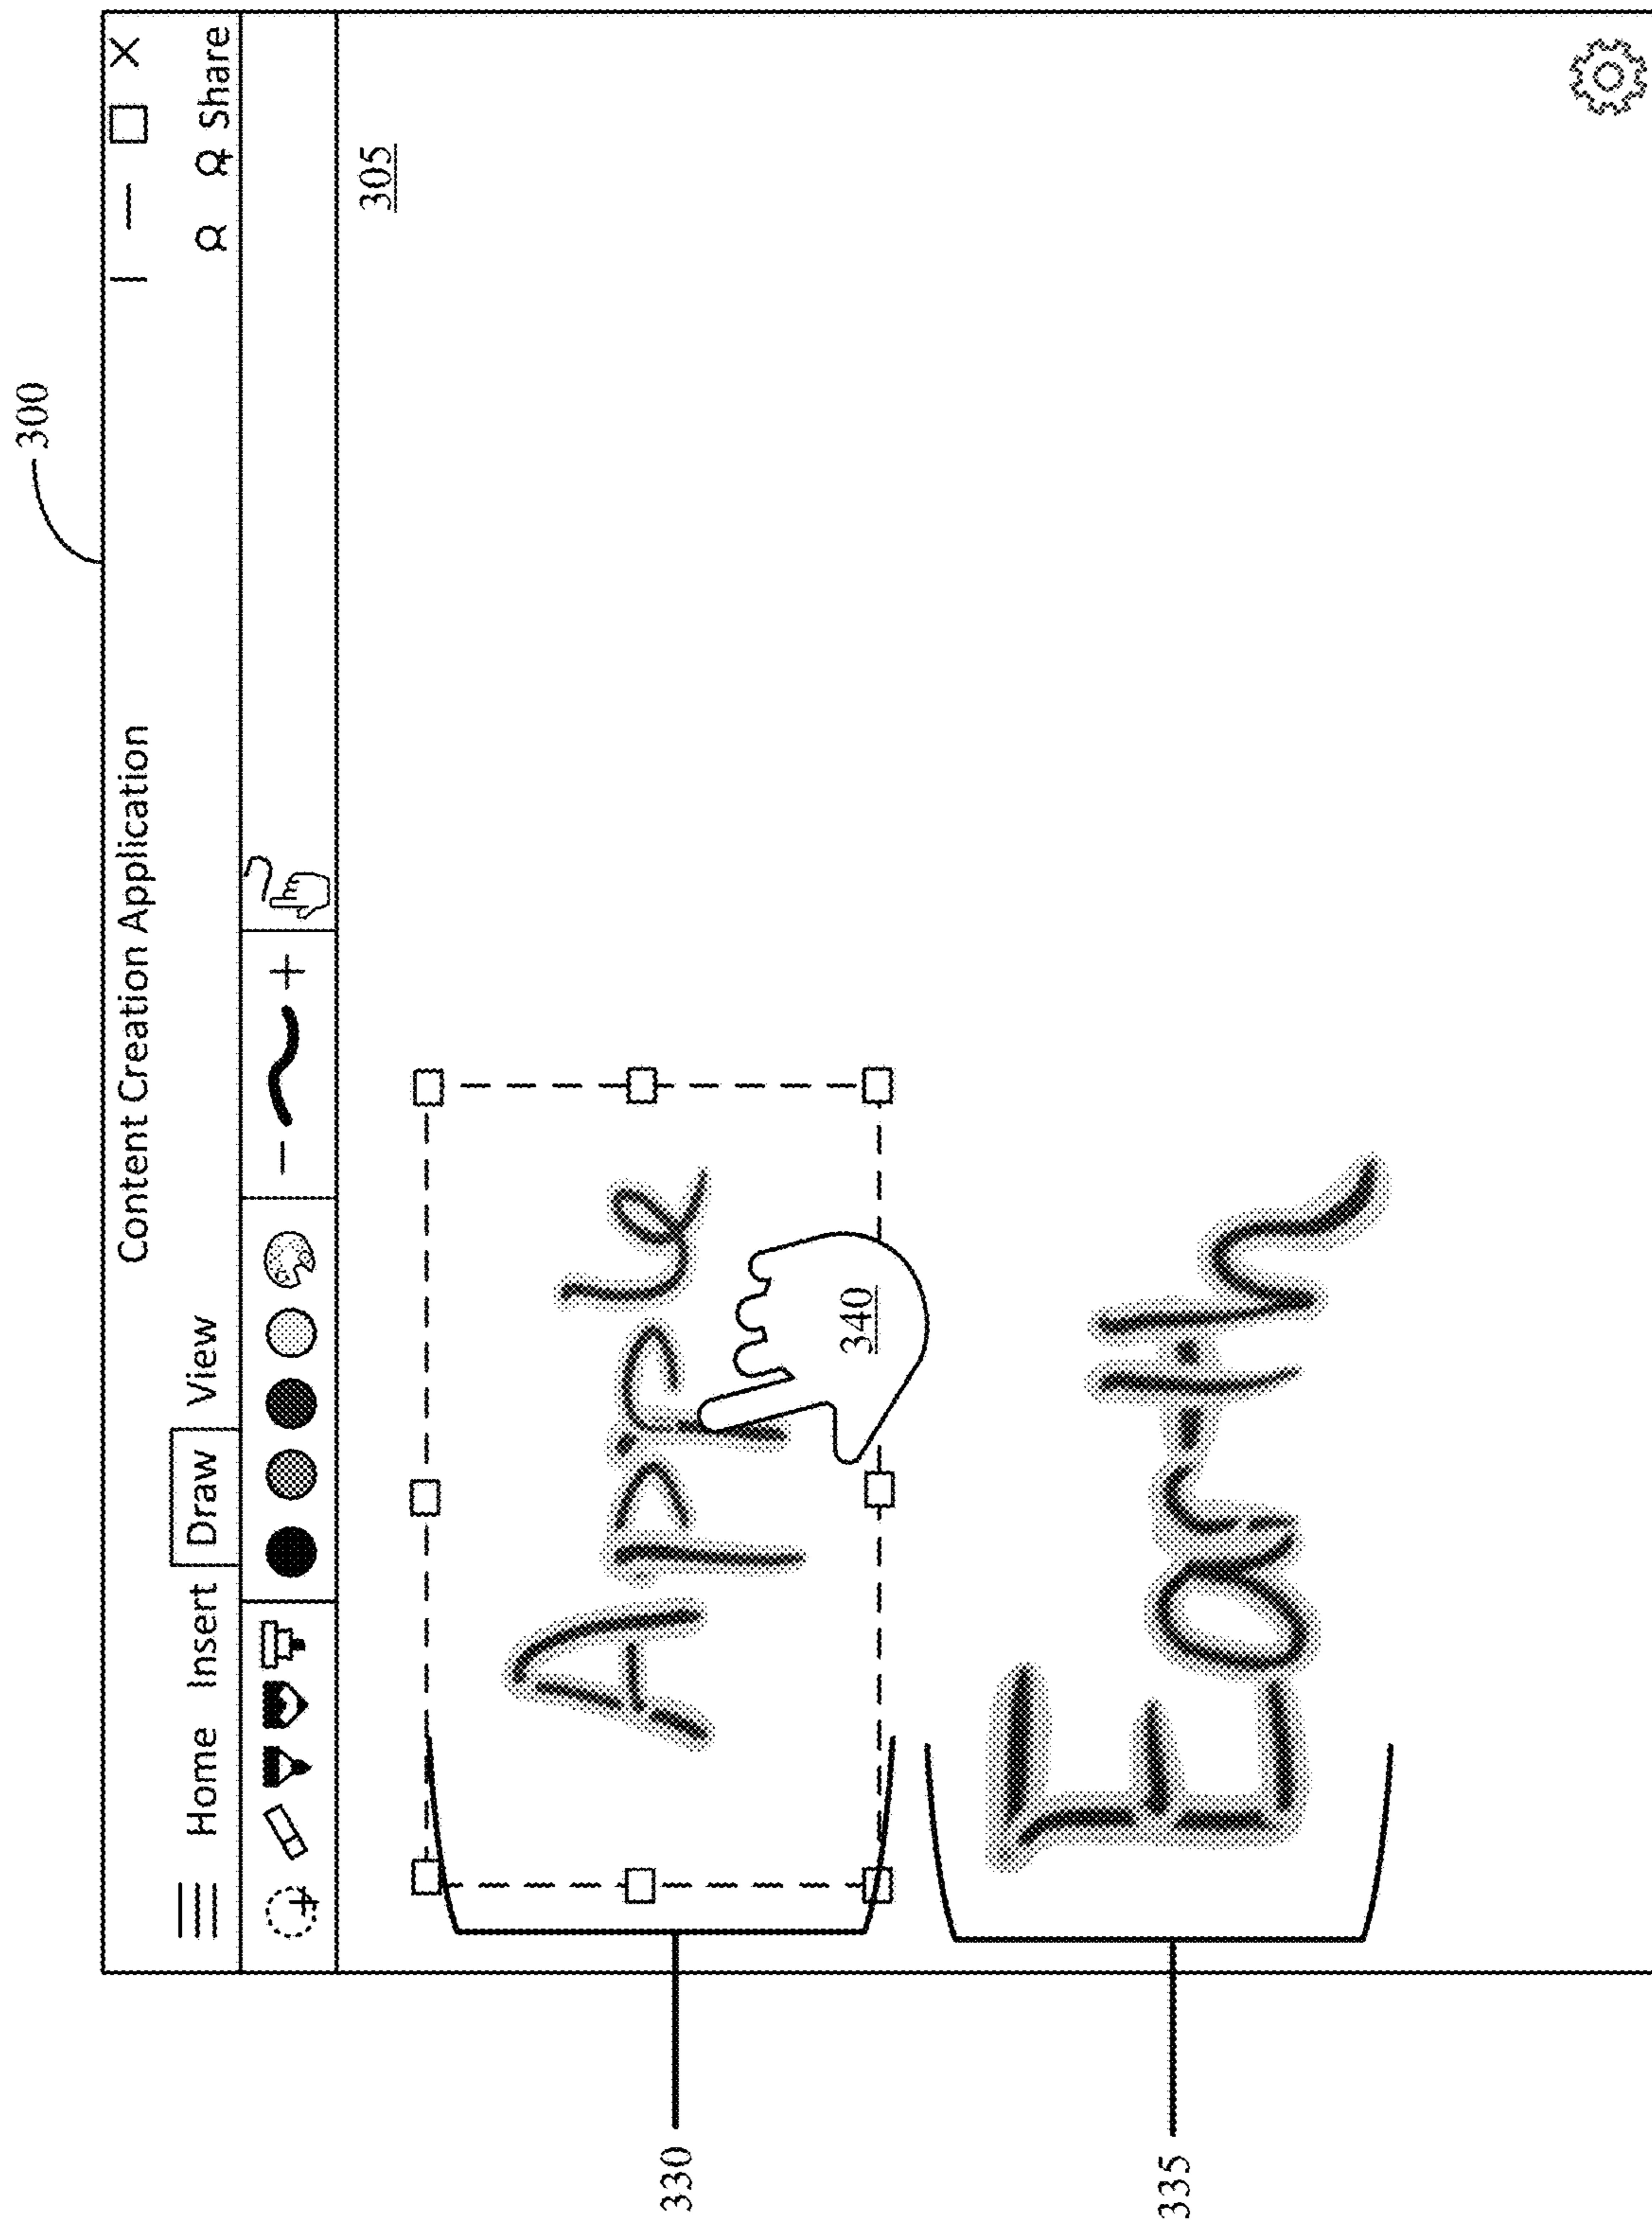 300
Content Creation Application
Home Insert Draw View Share
305
Apple
340
Earth
330
335